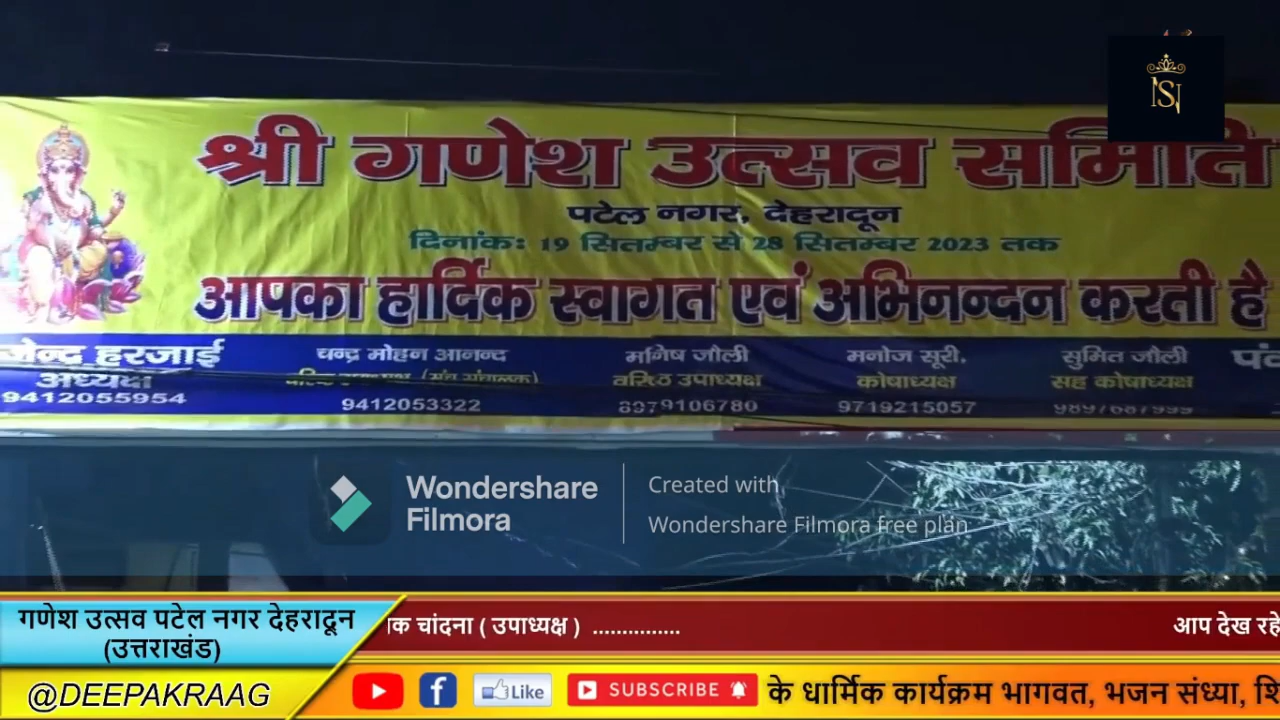 श्री गणेश उत्सव समिति
पटेल नगर, देहरादून
दिनांक: 19 सितम्बर से 28 सितम्बर 2023 तक
आपका हार्दिक स्वागत एवं अभिनन्दन करती है
हरजाई चन्द्र मोहन आनन्द मनिष जौली मनोज सूरी, सुमित जौली
अध्यक्ष वरिष्ठ उपाध्यक्ष कोषाध्यक्ष सह कोषाध्यक्ष
9412055954 9412053322 8979106780 9719215057
Wondershare
Filmora
Created with
Wondershare Filmora free plan
गणेश उत्सव पटेल नगर देहरादून
(उत्तराखंड)
चांदना ( उपाध्यक्ष ) ...............
आप देख रहे
@DEEPAKRAAG
Like
SUBSCRIBE
के धार्मिक कार्यक्रम भागवत, भजन संध्या,